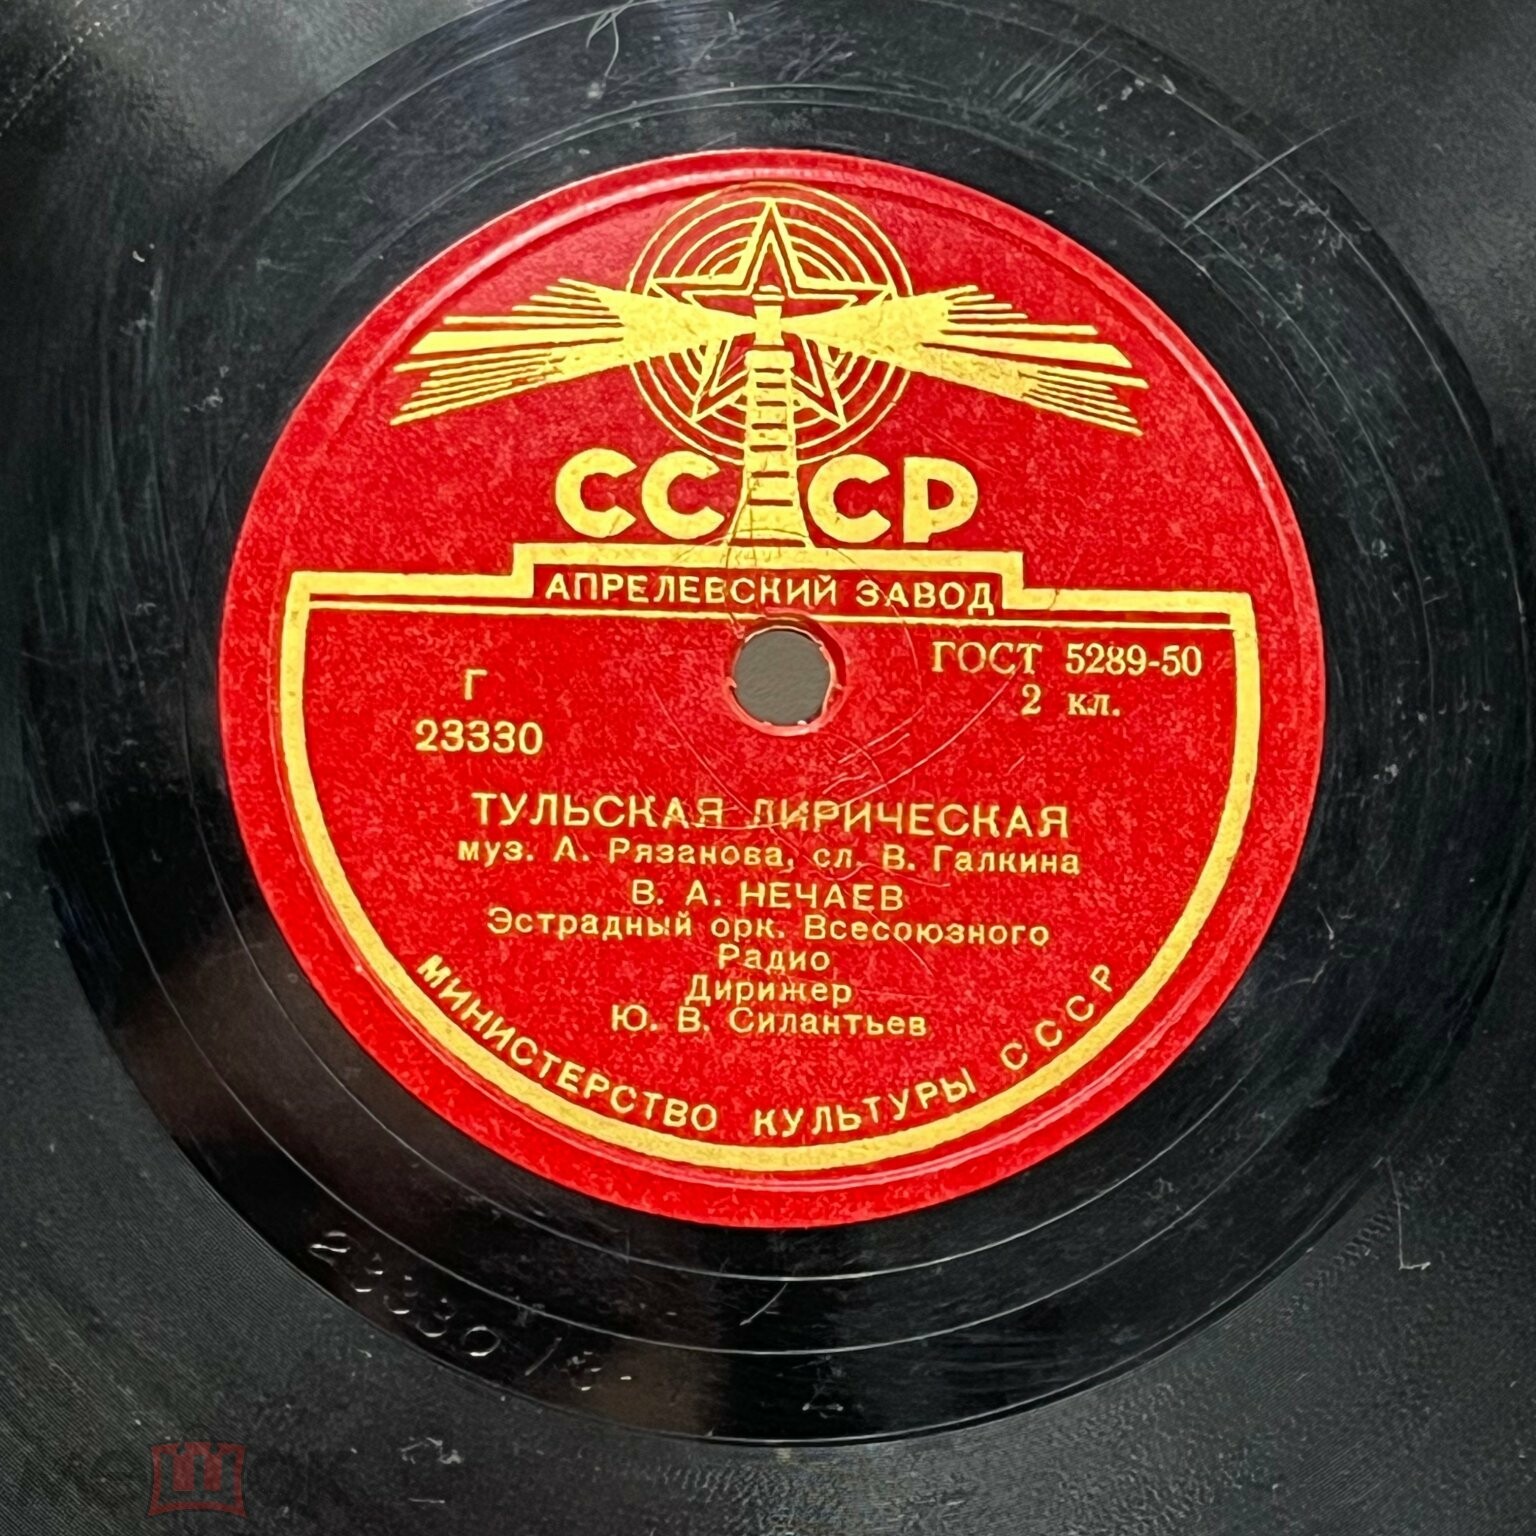 СССР
АПРЕЛЕВСКИЙ ЗАВОД
ГОСТ 5289-50
2 кл.
Г
23330
ТУЛЬСКАЯ ЛИРИЧЕСКАЯ
муз. А. Рязанова, сл. В. Галкина
В. А. НЕЧАЕВ
Эстрадный орк. Всесоюзного
Радио
Дирижер
Ю. В. Силантьев
МИНИСТЕРСТВО КУЛЬТУРЫ СССР